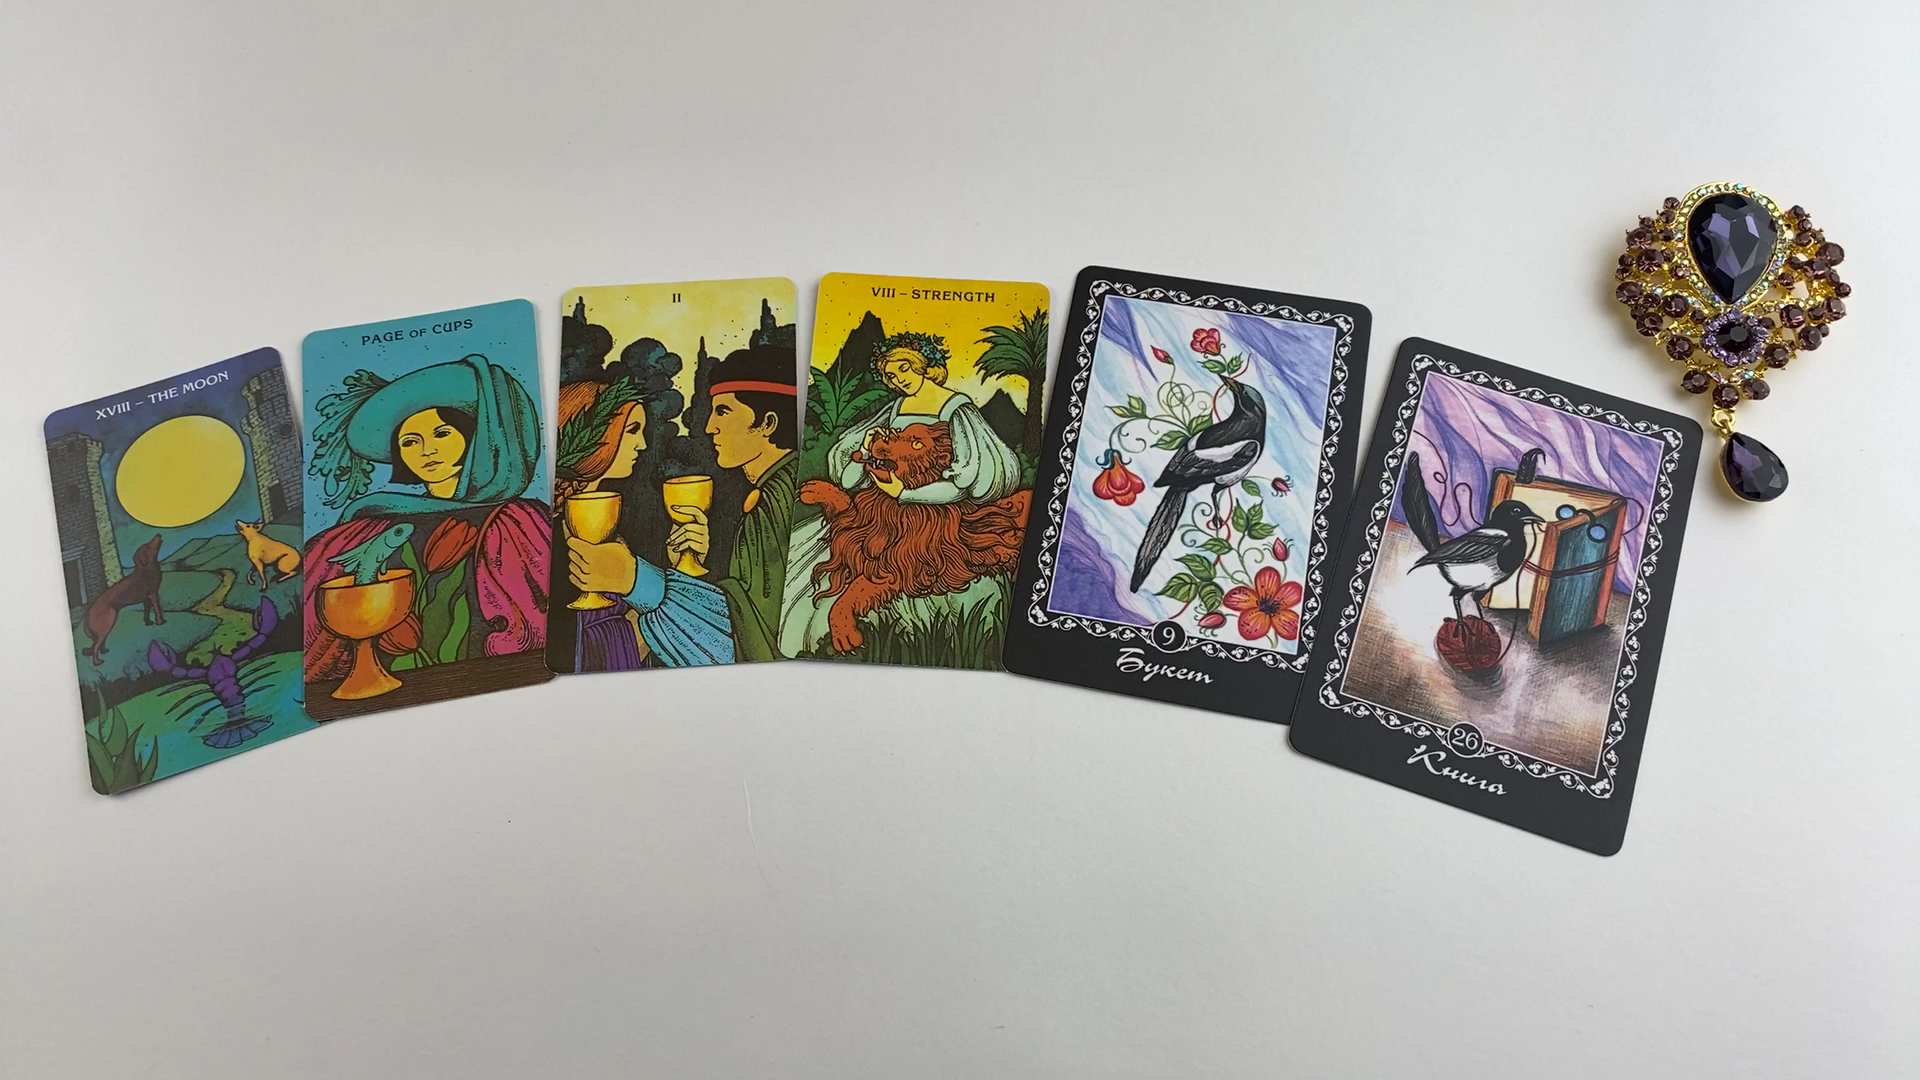 XVIII – THE MOON
PAGE OF CUPS
II
VIII – STRENGTH
9
Букет
26
Книга